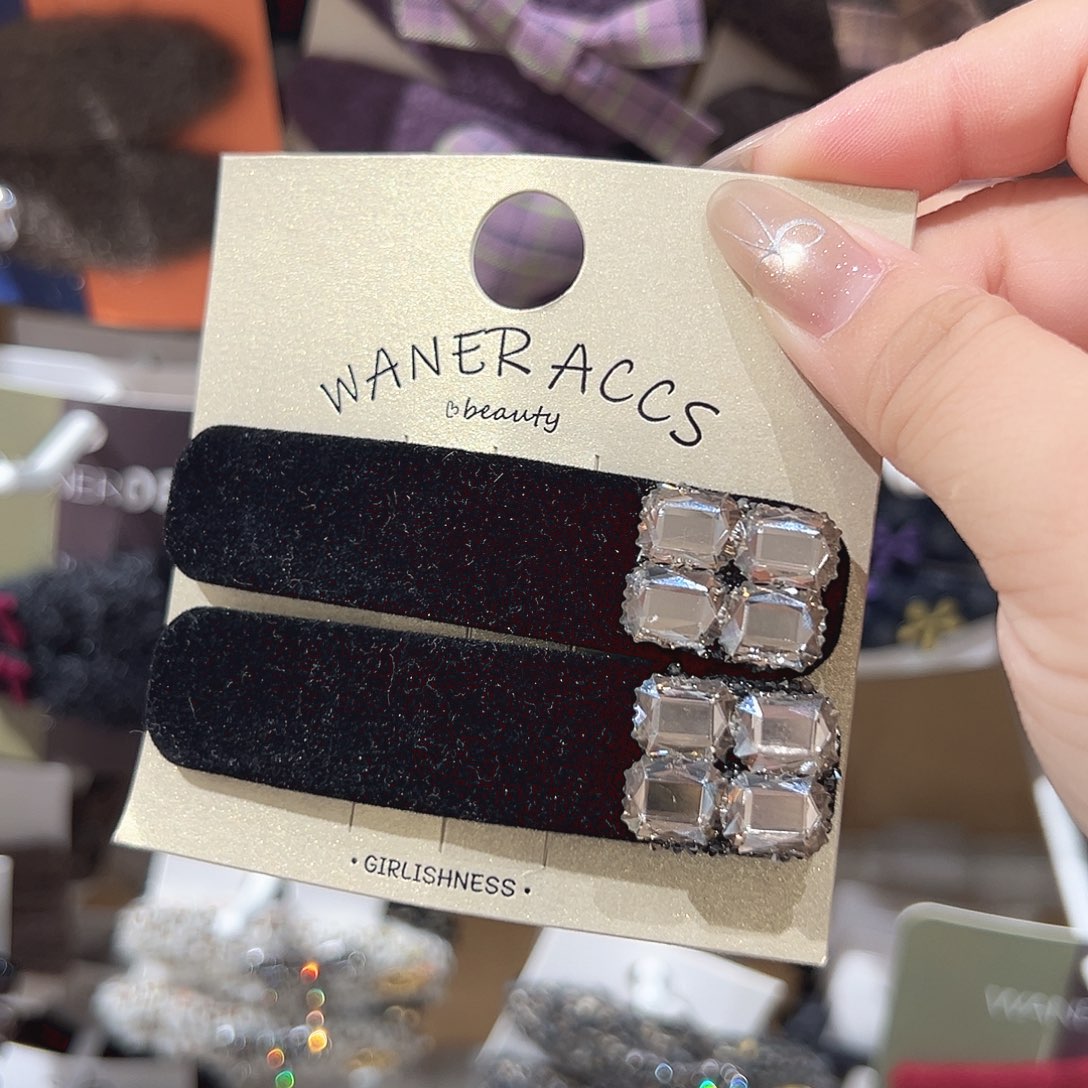 WANER ACCS
beauty
• GIRLISHNESS •